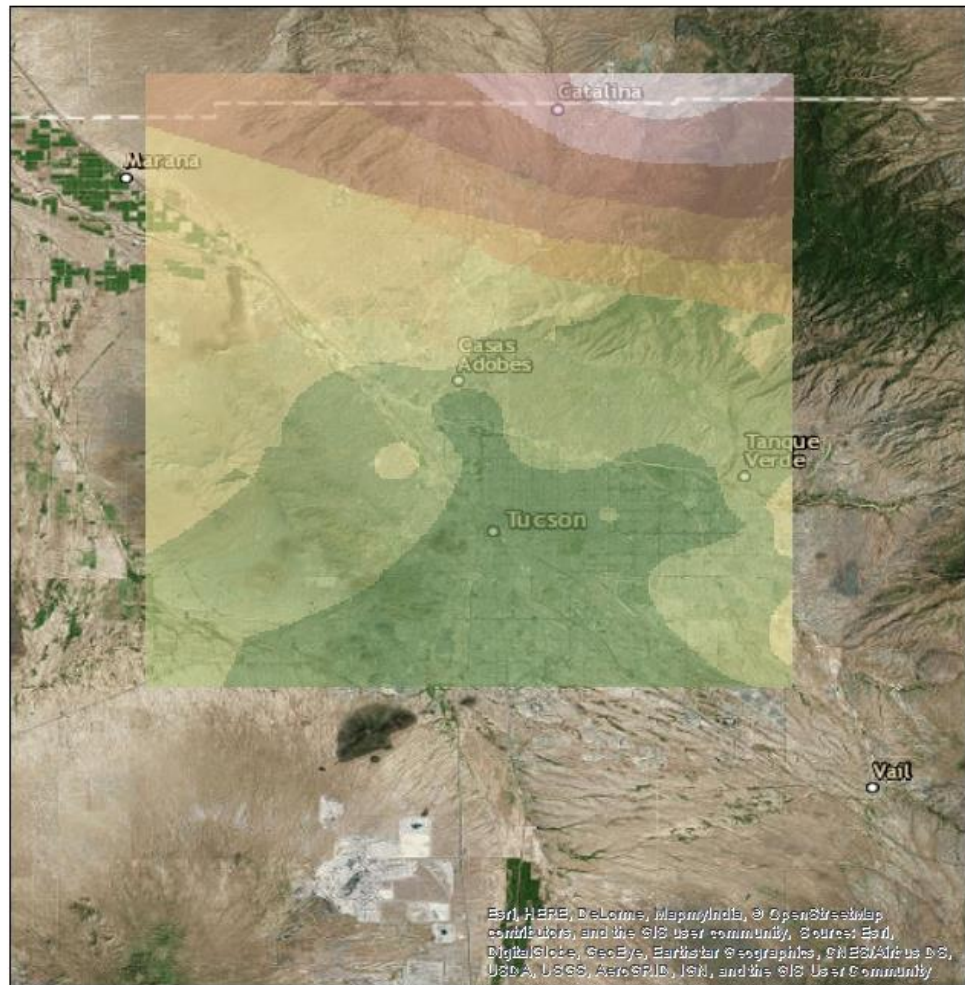 Catalina
Marana
Casas
Adobes
Tanque
Verde
Tucson
Vail
Esri, HERE, DeLorme, MapmyIndia, © OpenStreetMap
contributors, and the GIS user community, Source: Esri,
DigitalGlobe, GeoEye, Earthstar Geographics, CNES/Airbus DS,
USDA, USGS, AeroGRID, IGN, and the GIS User Community